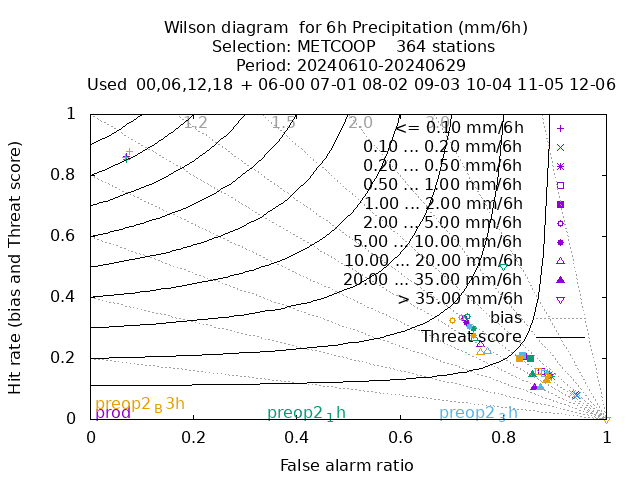 Wilson diagram  for 6h Precipitation (mm/6h)
Selection: METCOOP    364 stations
Period: 20240610-20240629
Used  00,06,12,18  + 06-00 07-01 08-02 09-03 10-04 11-05 12-06
1
0.8
0.6
0.4
0.2
0
1.2
1.5
2.0
3.0
<= 0.10 mm/6h
0.10 ... 0.20 mm/6h
0.20 ... 0.50 mm/6h
0.50 ... 1.00 mm/6h
1.00 ... 2.00 mm/6h
2.00 ... 5.00 mm/6h
5.00 ... 10.00 mm/6h
10.00 ... 20.00 mm/6h
20.00 ... 35.00 mm/6h
> 35.00 mm/6h
bias
Threat score
preop2_B3h
prod
preop2_1h
preop2_3h
0
0.2
0.4
0.6
0.8
1
False alarm ratio
Hit rate (bias and Threat score)